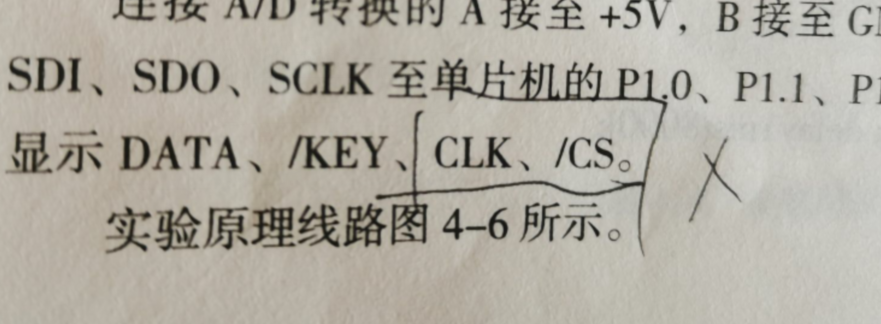 连接 A/D 转换的 A 接至 +5V，B 接至
SDI、SDO、SCLK 至单片机的 P1.0、P1.1、
显示 DATA、/KEY、CLK、/CS。
实验原理线路图 4-6 所示。